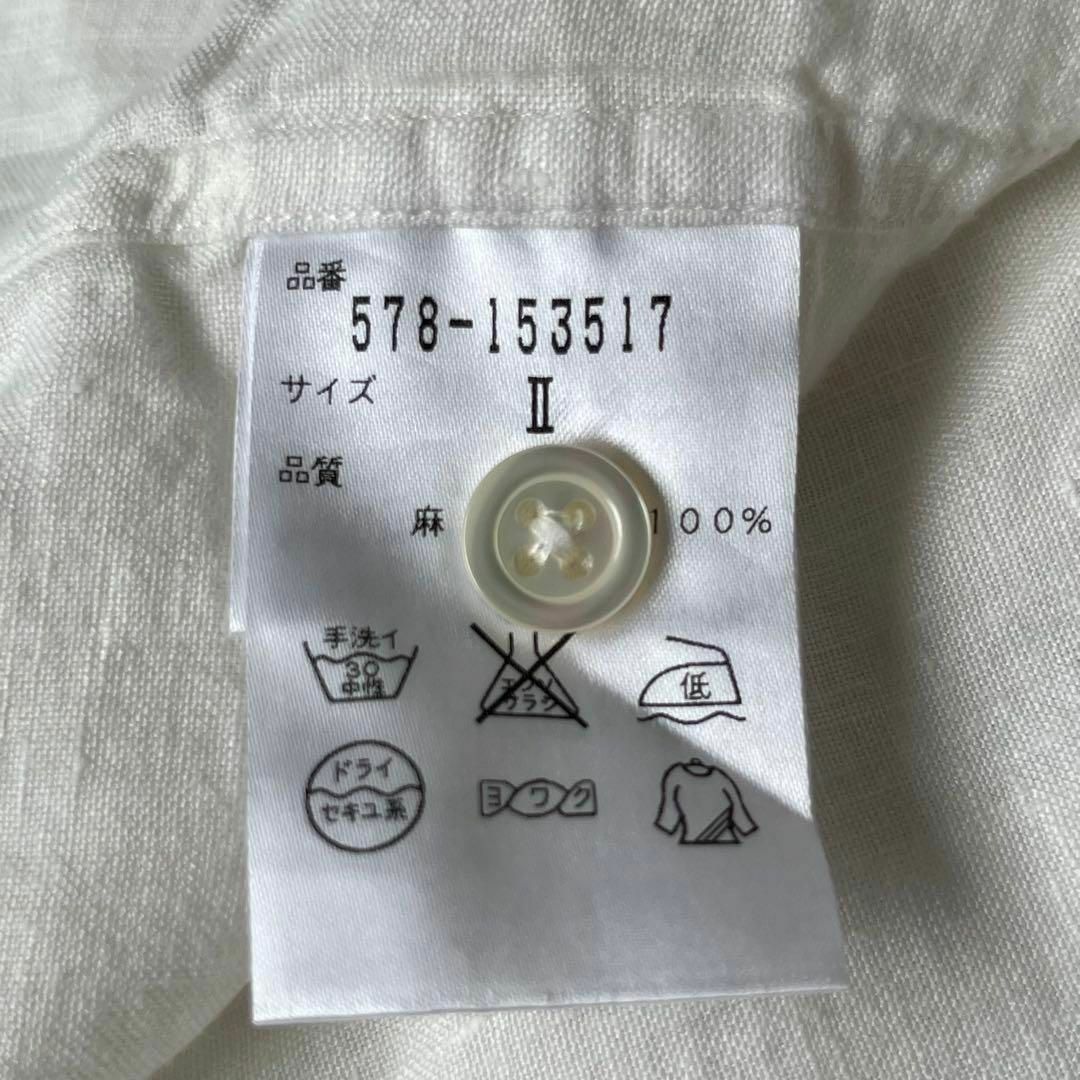 品番
578-153517
サイズ
II
品質
麻 100%
手洗イ
30
中性
エンソ
サラシ
低
ドライ
セキユ系
ヨワク